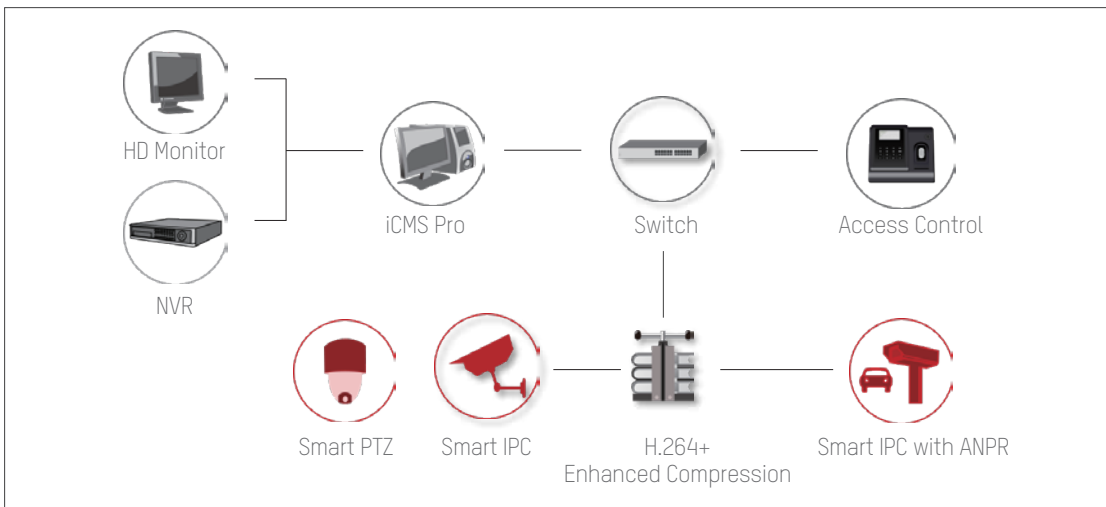 HD Monitor
NVR
iCMS Pro
Switch
Access Control
Smart PTZ
Smart IPC
H.264+
Enhanced Compression
Smart IPC with ANPR